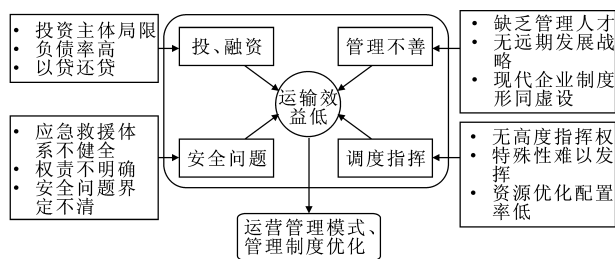 • 投资主体局限
• 负债率高
• 以贷还贷
投、融资
管理不善
• 缺乏管理人才
• 无远期发展战
略
• 现代企业制度
形同虚设
运输效
益低
• 应急救援体
系不健全
• 权责不明确
• 安全问题界
定不清
安全问题
调度指挥
• 无高度指挥权
• 特殊性难以发
挥
• 资源优化配置
率低
运营管理模式、
管理制度优化